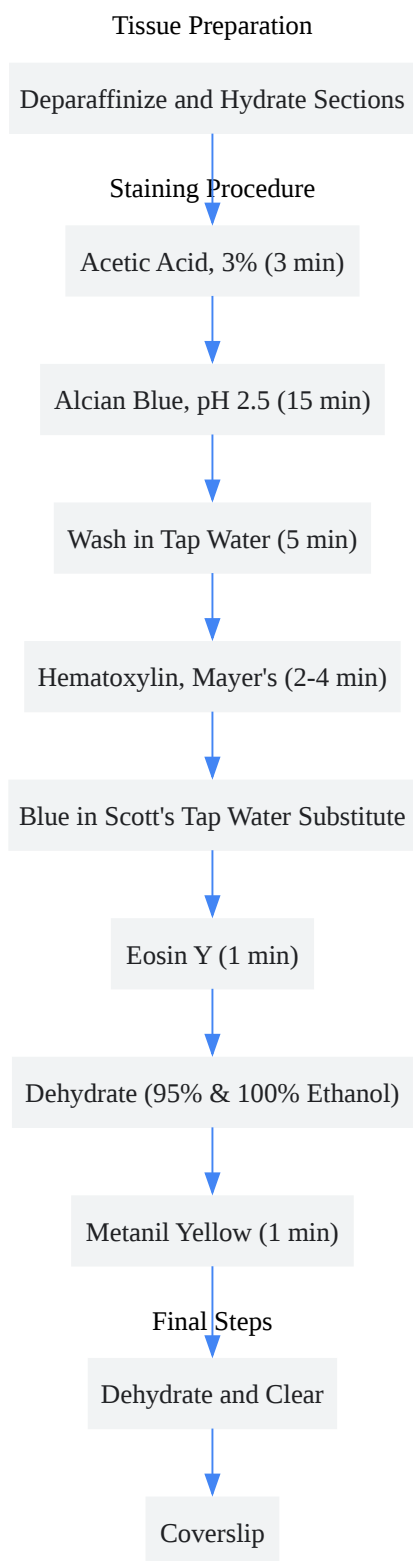 Tissue Preparation
Deparaffinize and Hydrate Sections
Staining Procedure
Acetic Acid, 3% (3 min)
Alcian Blue, pH 2.5 (15 min)
Wash in Tap Water (5 min)
Hematoxylin, Mayer's (2-4 min)
Blue in Scott's Tap Water Substitute
Eosin Y (1 min)
Dehydrate (95% & 100% Ethanol)
Metanil Yellow (1 min)
Final Steps
Dehydrate and Clear
Coverslip